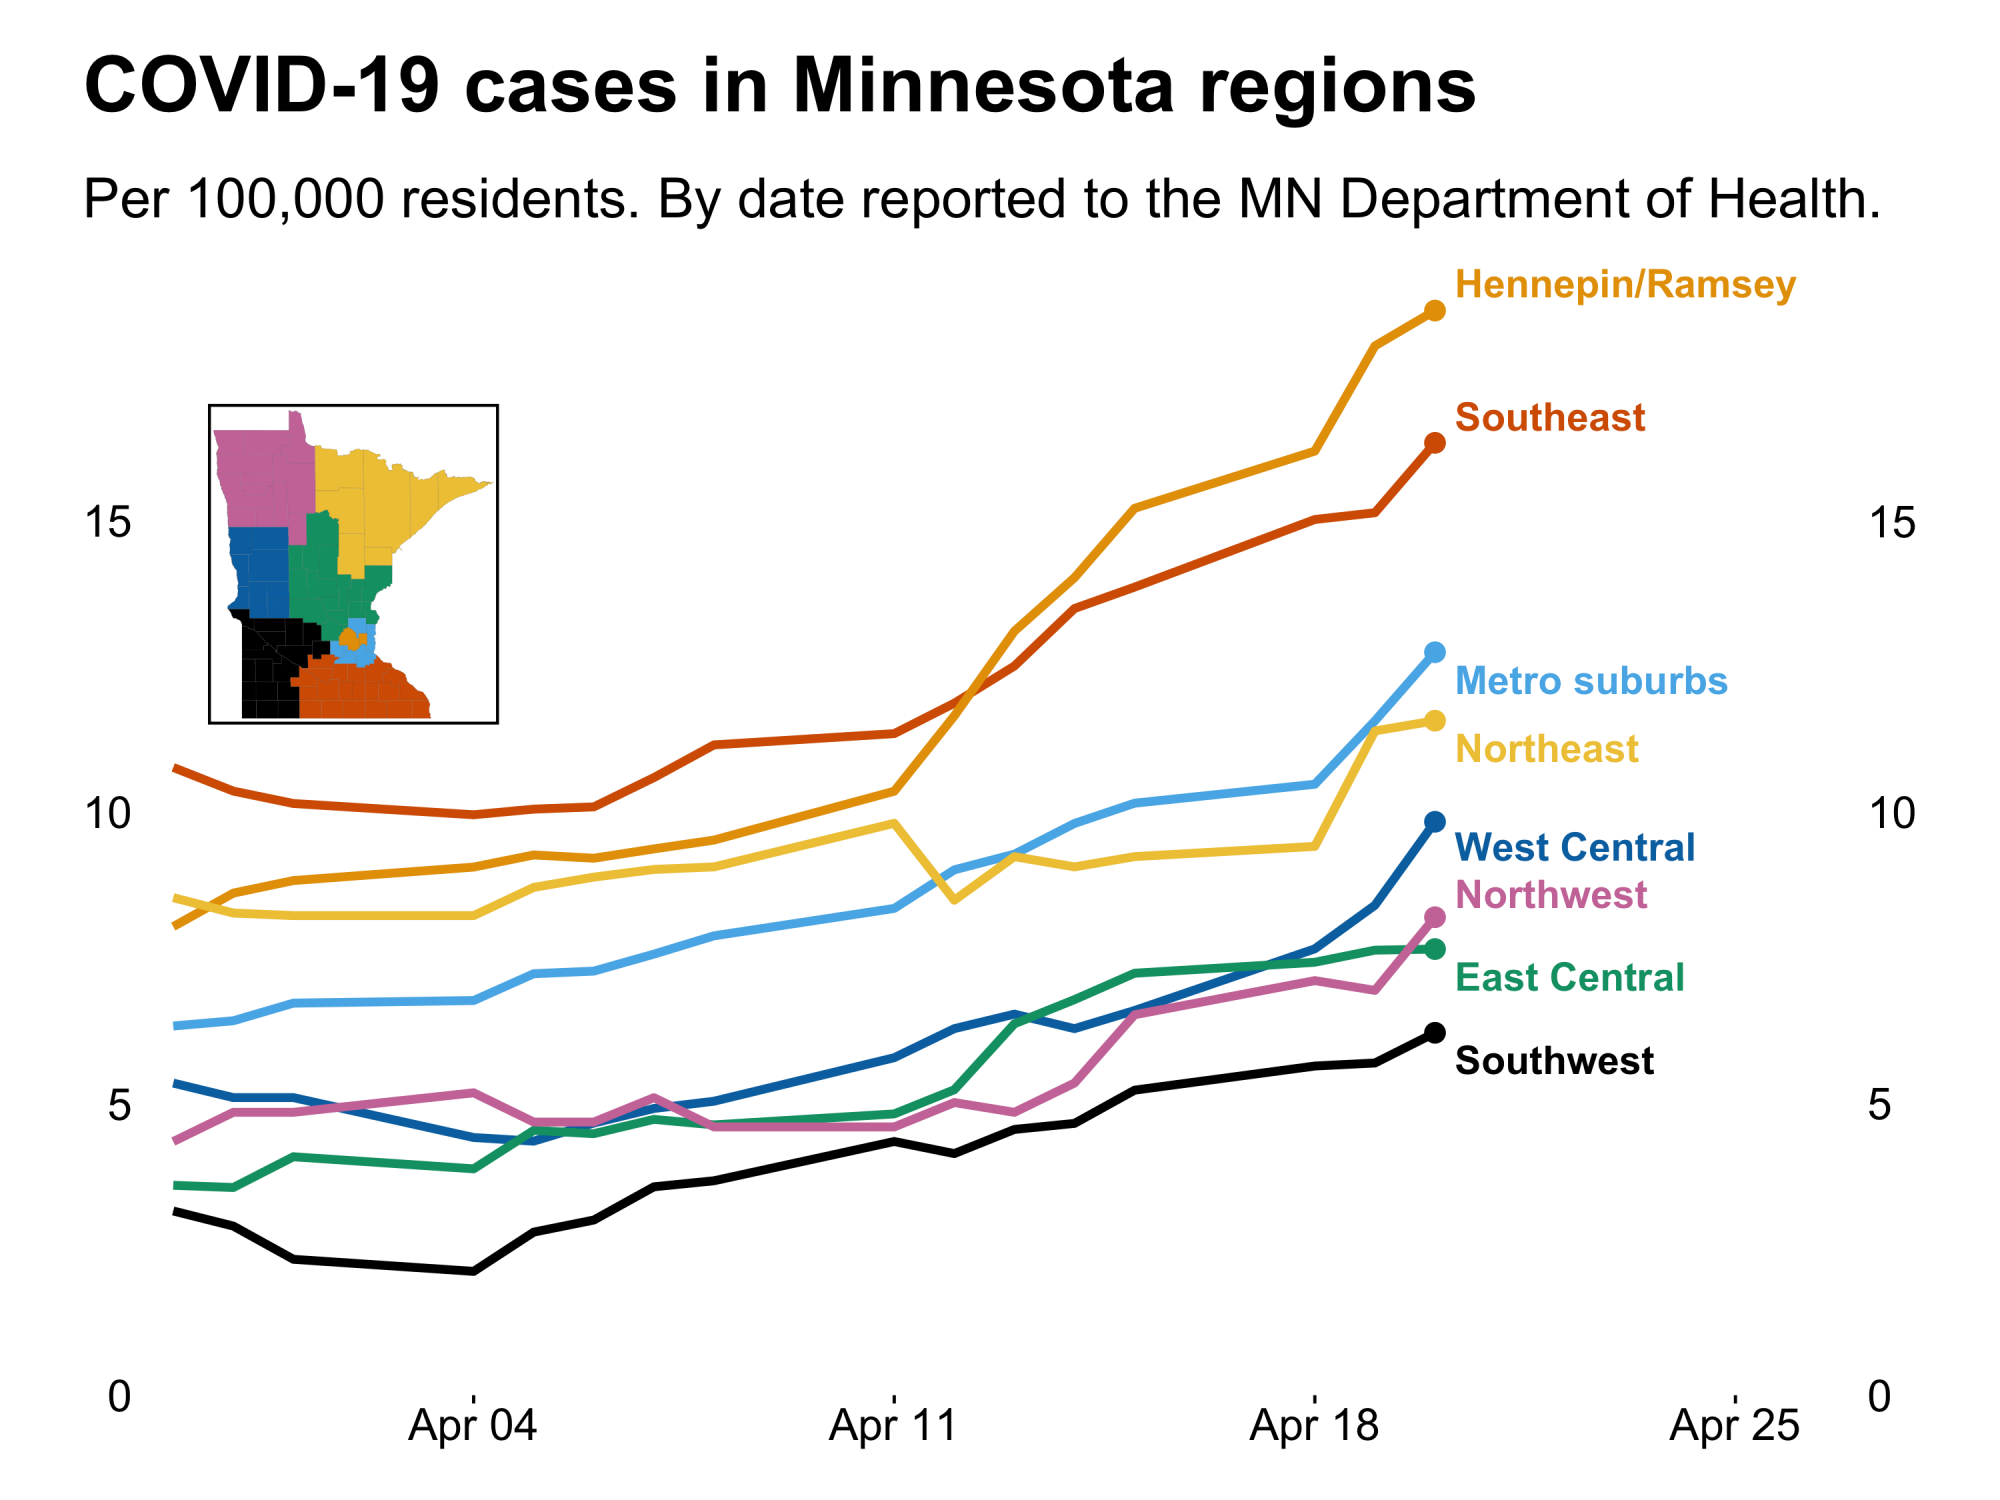 COVID-19 cases in Minnesota regions
Per 100,000 residents. By date reported to the MN Department of Health.
Hennepin/Ramsey
Southeast
15 15
Metro suburbs
Northeast
10 10
West Central
Northwest
East Central
Southwest
5 5
0 0
Apr 04 Apr 11 Apr 18 Apr 25